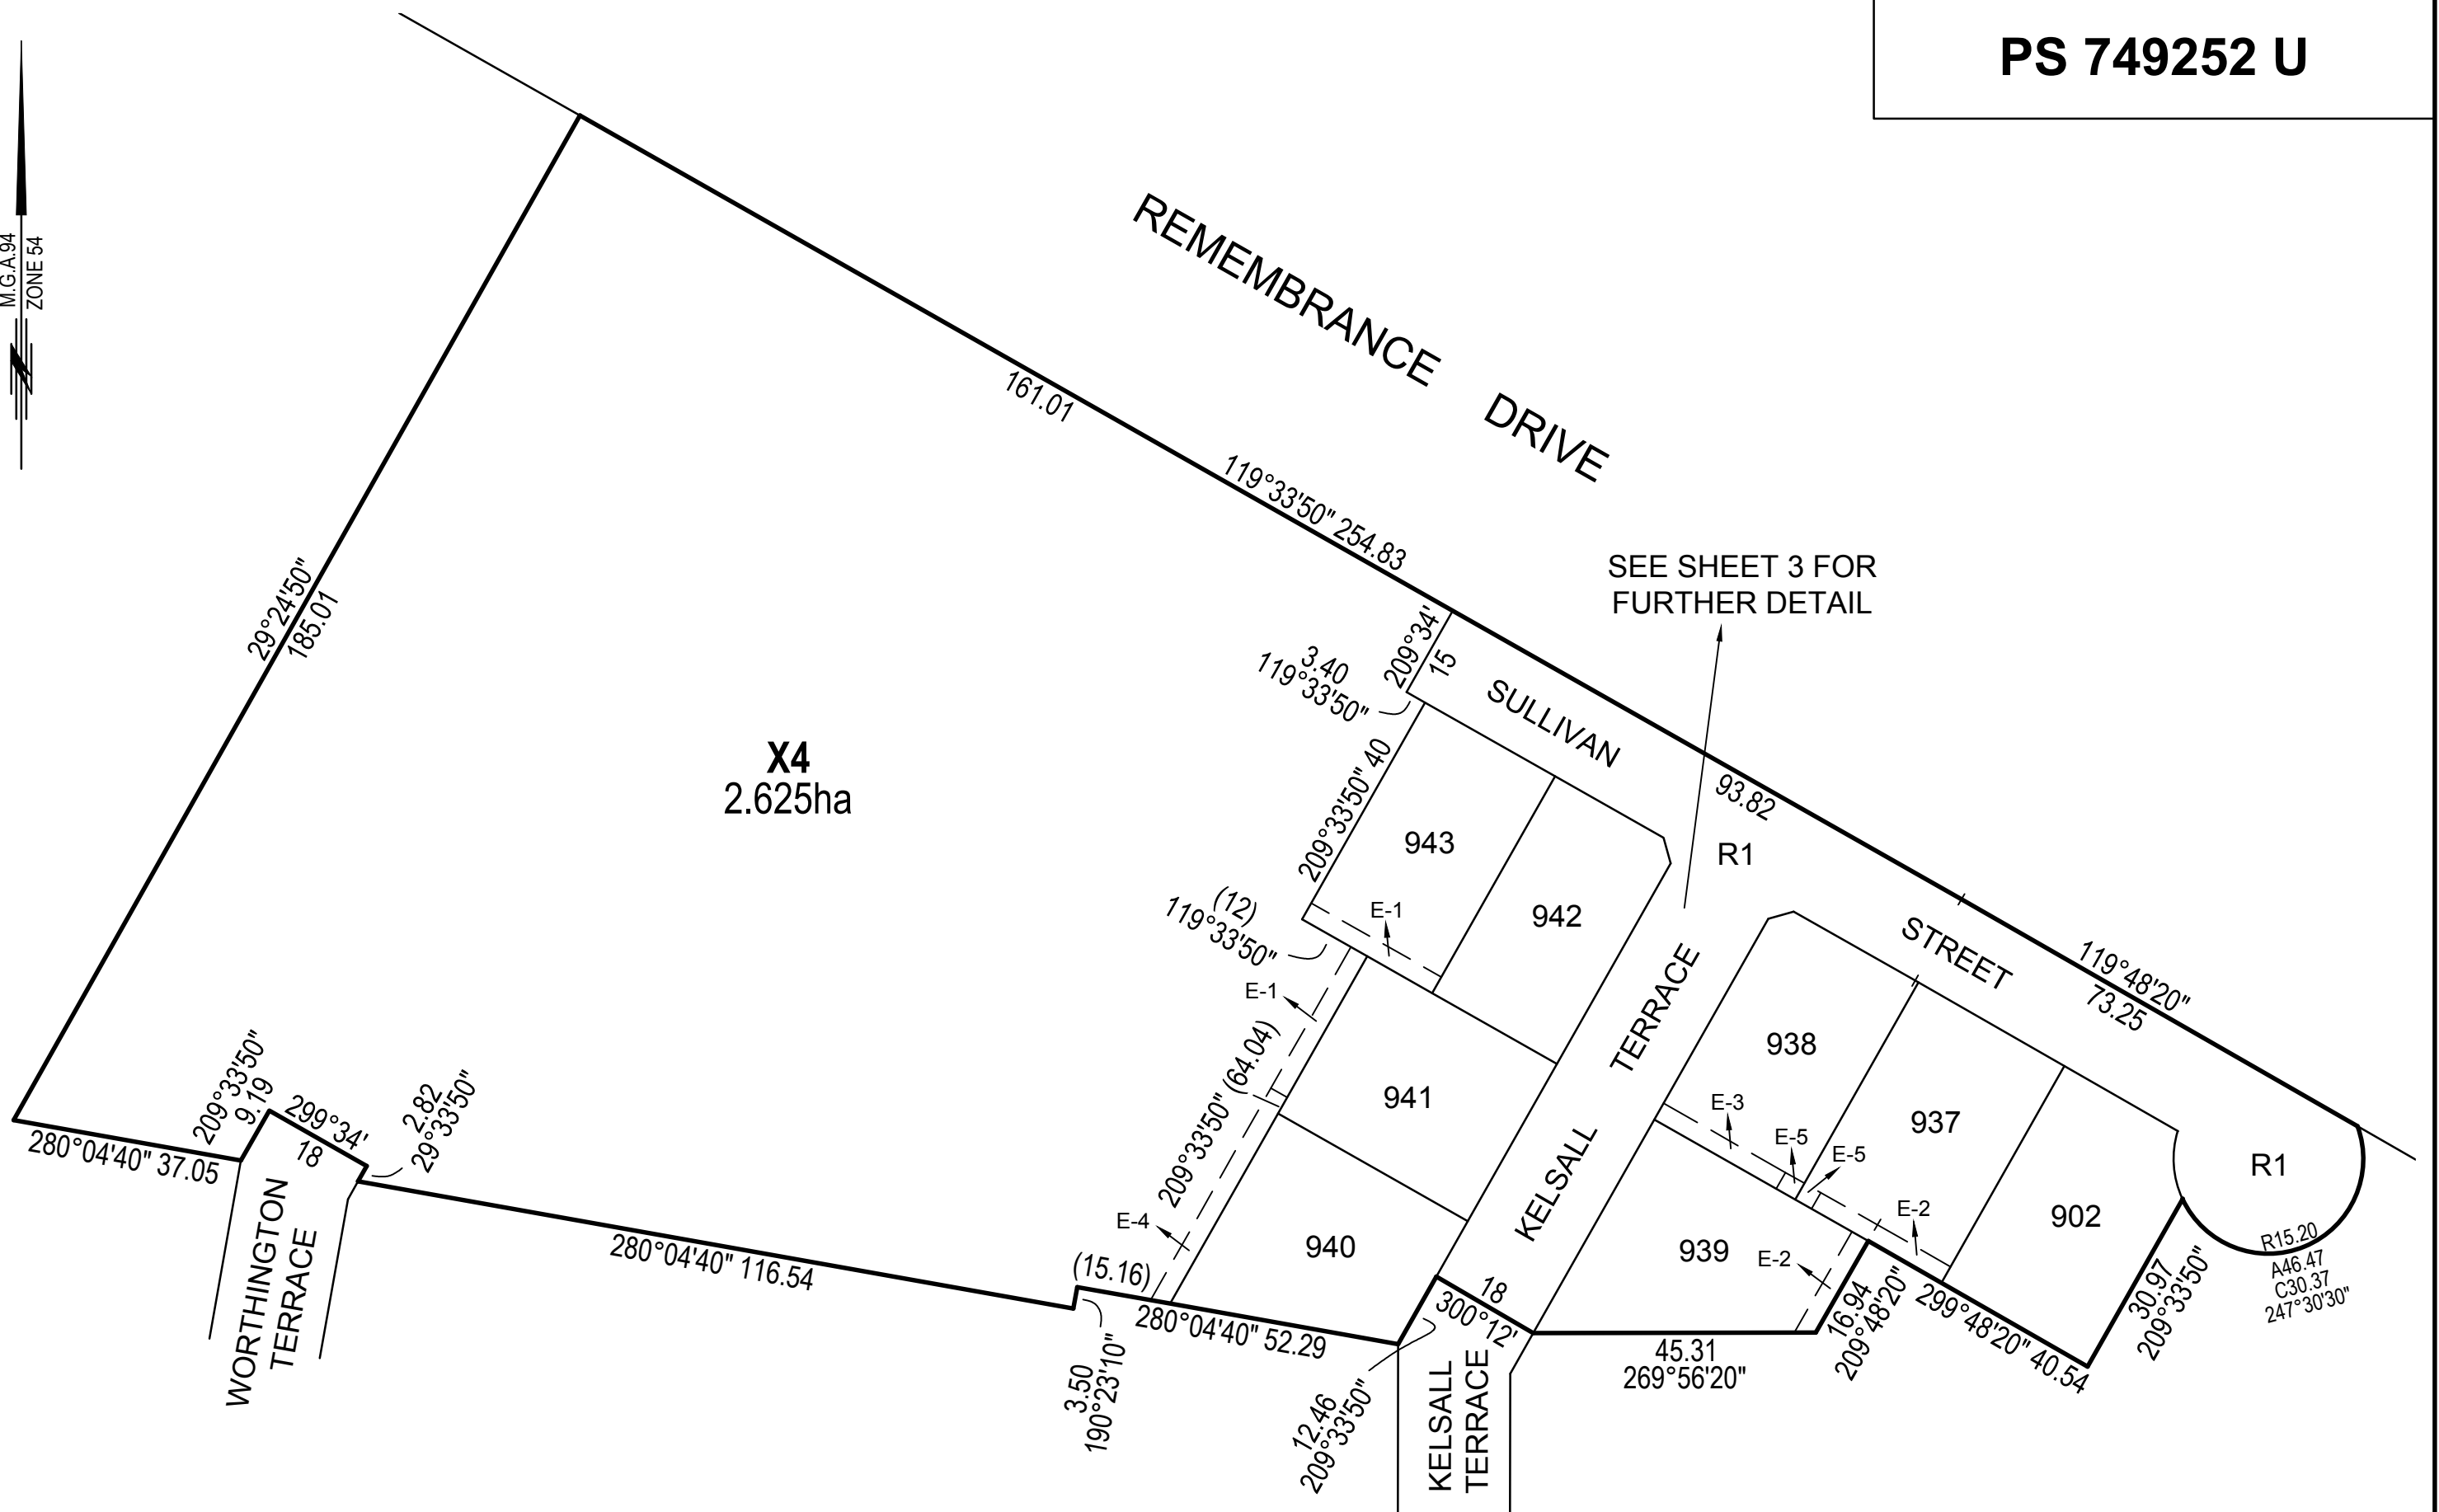 PS 749252 U
M.G.A.94
ZONE 54
REMEMBRANCE DRIVE
161.01
119°33'50" 254.83
SEE SHEET 3 FOR
FURTHER DETAIL
29°24'50"
185.01
209°34'
15
3.40
119°33'50"
SULLIVAN
X4
2.625ha
209°33'50" 40
943
93.82
R1
(12)
119°33'50"
E-1
942
STREET
119°48'20"
73.25
E-1
TERRACE
938
209°33'50" (64.04)
941
E-3
E-5
E-5
937
209°33'50"
9.19
299°34'
18
2.82
29°33'50"
280°04'40" 37.05
KELSALL
R1
E-2
902
E-4
940
939
E-2
WORTHINGTON
TERRACE
280°04'40" 116.54
(15.16)
280°04'40" 52.29
18
300°12'
16.94
209°48'20"
299°48'20" 40.54
30.97
209°33'50"
R15.20
A46.47
C30.37
247°30'30"
45.31
269°56'20"
3.50
190°23'10"
12.46
209°33'50"
KELSALL
TERRACE